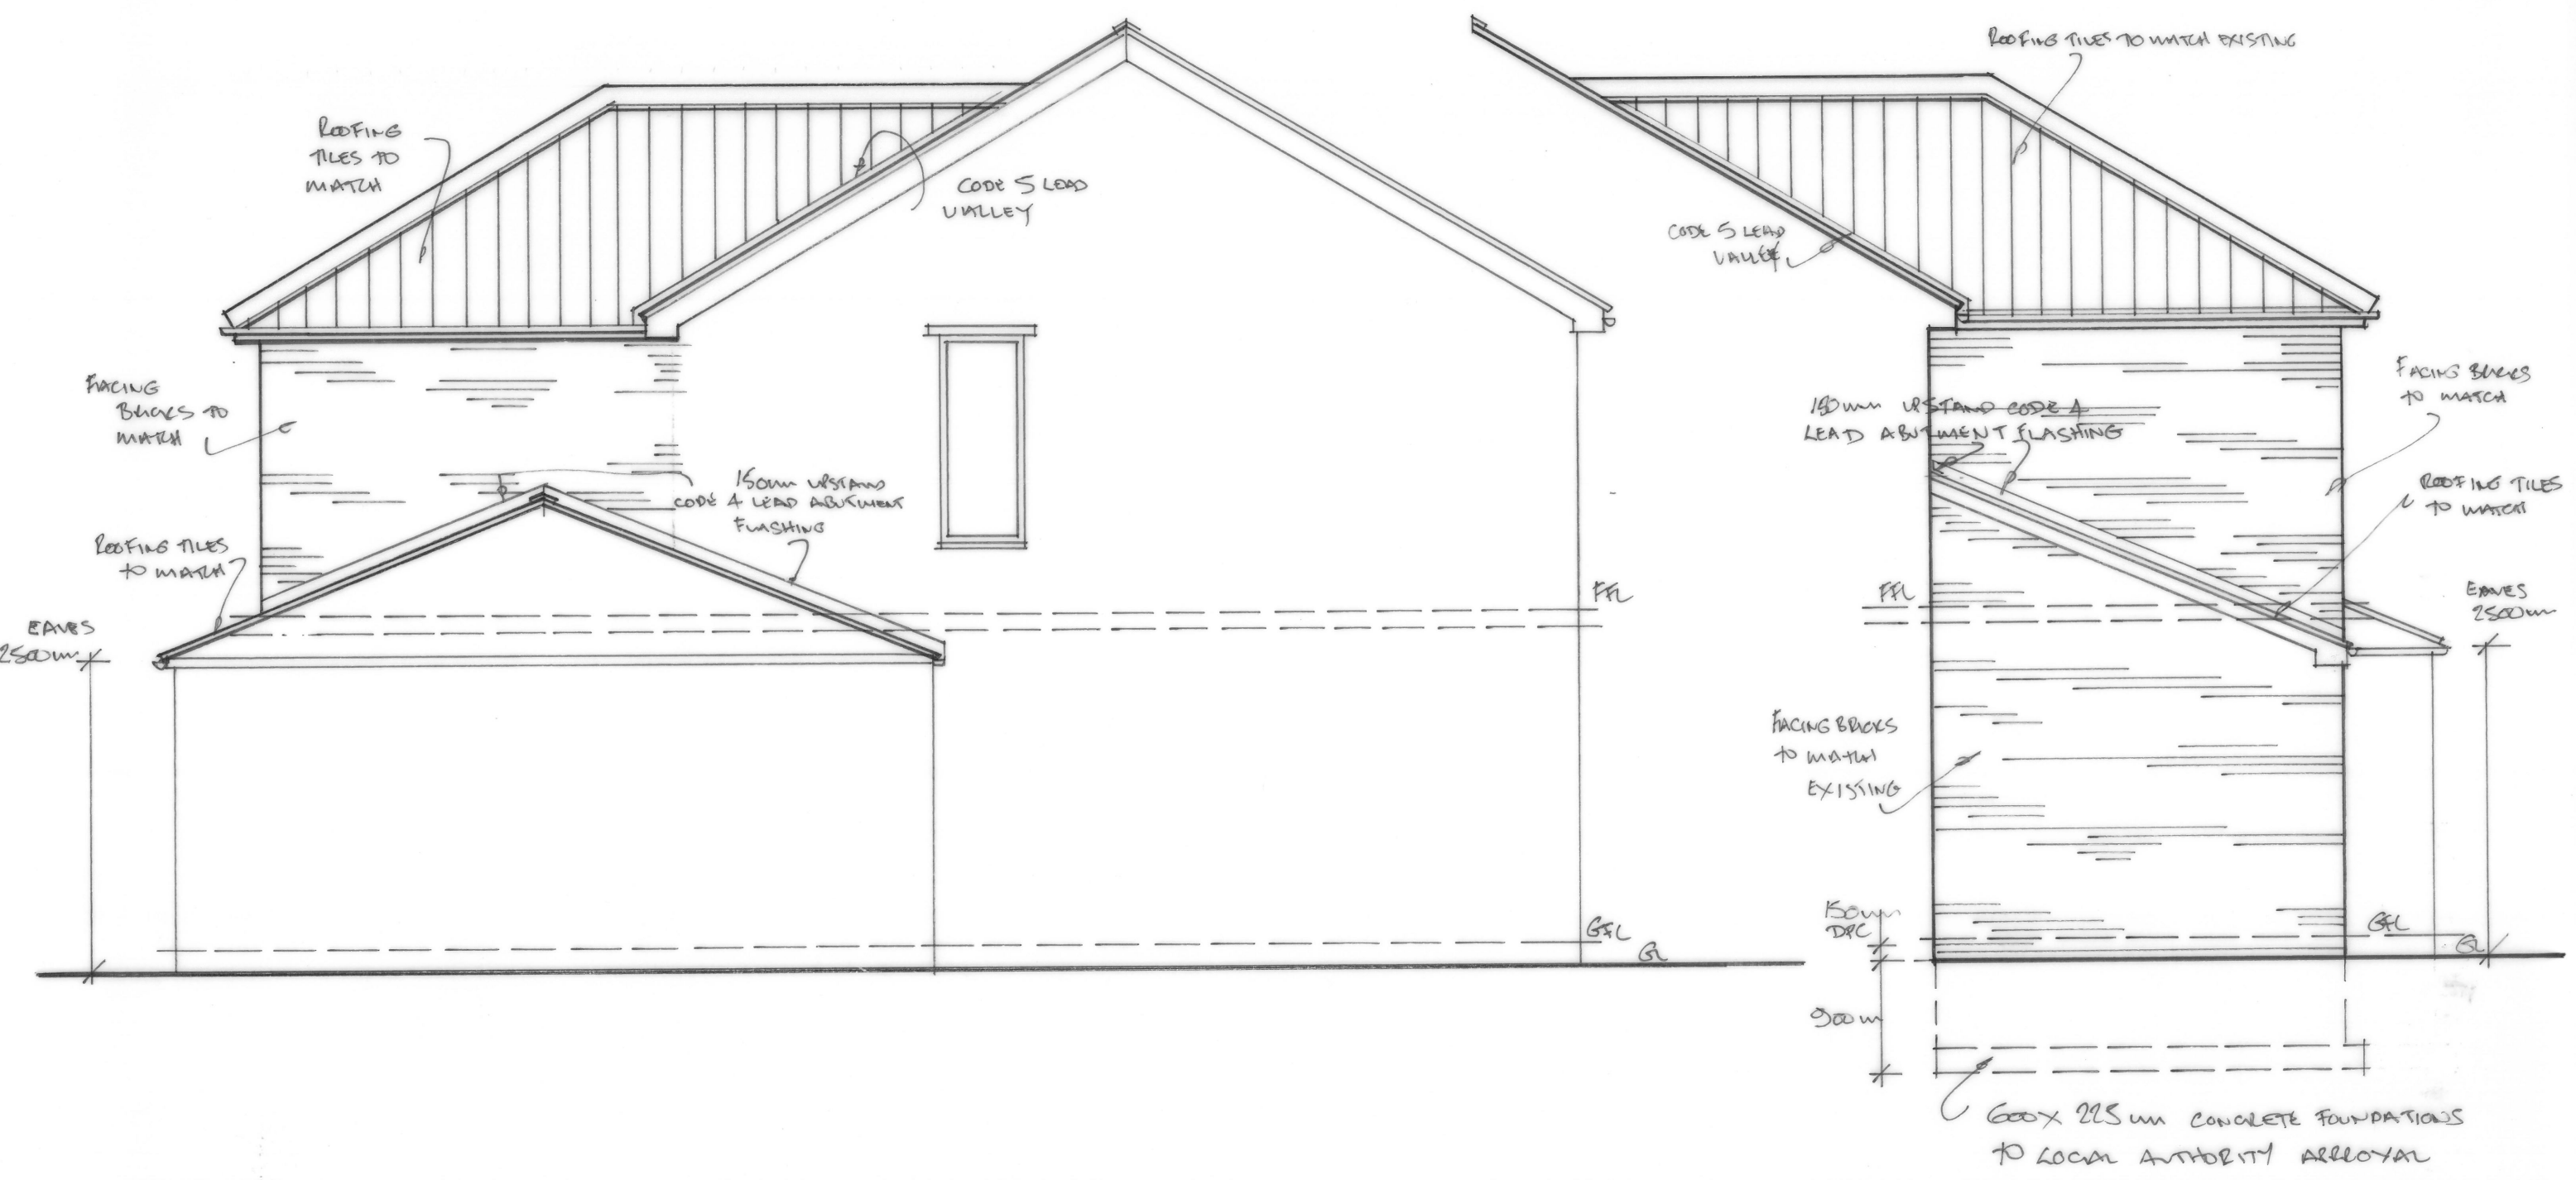 ROOFING
TILES TO
MATCH
CODE 5 LEAD
VALLEY
FACING
BRICKS TO
MATCH
150mm UPSTAND
CODE 4 LEAD ABUTMENT
FLASHING
ROOFING TILES
TO MATCH
EAVES
2500mm
FFL
GFL
GL
ROOFING TILES TO MATCH EXISTING
CODE 5 LEAD
VALLEY
150mm UPSTAND CODE 4
LEAD ABUTMENT FLASHING
FACING BRICKS
TO MATCH
ROOFING TILES
TO MATCH
FFL
EAVES
2500mm
FACING BRICKS
TO MATCH
EXISTING
150mm
DPC
GFL
GL
900m
600 X 225mm CONCRETE FOUNDATIONS
TO LOCAL AUTHORITY APPROVAL